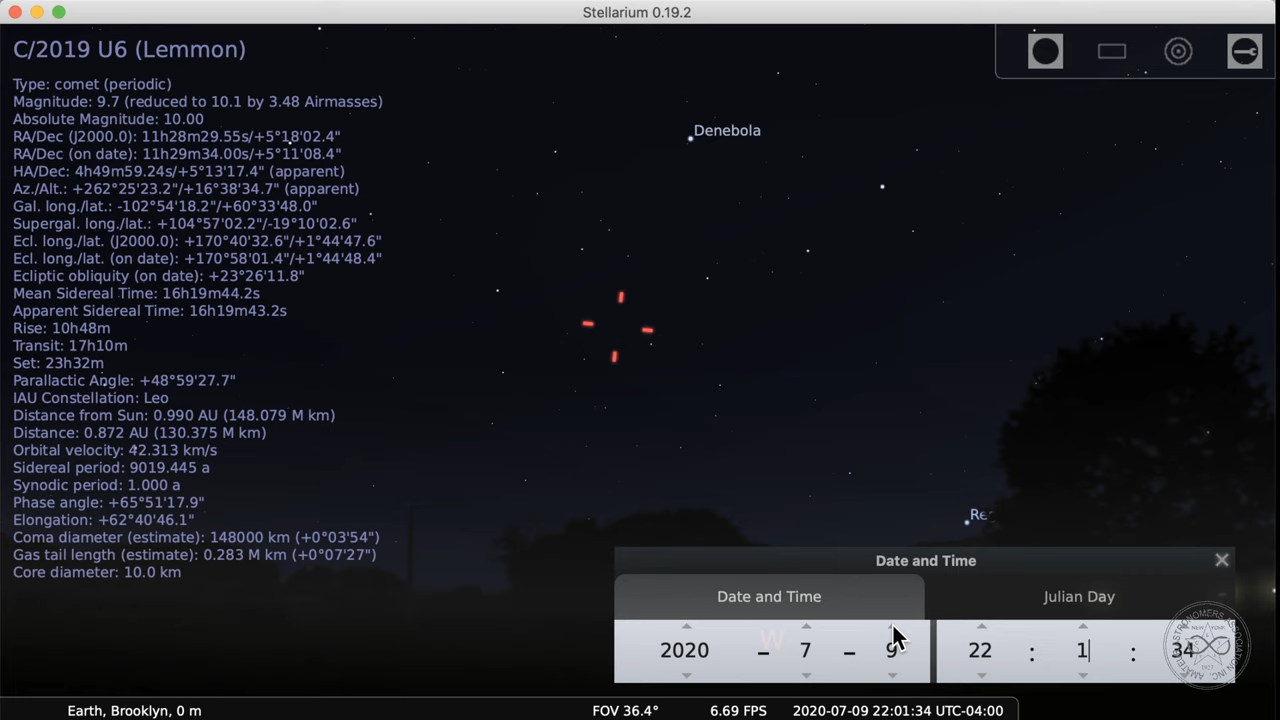 Stellarium 0.19.2
C/2019 U6 (Lemmon)
Type: comet (periodic)
Magnitude: 9.7 (reduced to 10.1 by 3.48 Airmasses)
Absolute Magnitude: 10.00
RA/Dec (J2000.0): 11h28m29.55s/+5°18'02.4"
RA/Dec (on date): 11h29m34.00s/+5°11'08.4"
HA/Dec: 4h49m59.24s/+5°13'17.4" (apparent)
Az./Alt.: +262°25'23.2"/+16°38'34.7" (apparent)
Gal. long./lat.: -102°54'18.2"/+60°33'48.0"
Supergal. long./lat.: +104°57'02.2"/-19°10'02.6"
Ecl. long./lat. (J2000.0): +170°40'32.6"/+1°44'47.6"
Ecl. long./lat. (on date): +170°58'01.4"/+1°44'48.4"
Ecliptic obliquity (on date): +23°26'11.8"
Mean Sidereal Time: 16h19m44.2s
Apparent Sidereal Time: 16h19m43.2s
Rise: 10h48m
Transit: 17h10m
Set: 23h32m
Parallactic Angle: +48°59'27.7"
IAU Constellation: Leo
Distance from Sun: 0.990 AU (148.079 M km)
Distance: 0.872 AU (130.375 M km)
Orbital velocity: 42.313 km/s
Sidereal period: 9019.445 a
Synodic period: 1.000 a
Phase angle: +65°51'17.9"
Elongation: +62°40'46.1"
Coma diameter (estimate): 148000 km (+0°03'54")
Gas tail length (estimate): 0.283 M km (+0°07'27")
Core diameter: 10.0 km
Denebola
Date and Time
Date and Time
Julian Day
W
2020 – 7 – 9 22 : 1 : 34
Earth, Brooklyn, 0 m
FOV 36.4°
6.69 FPS
2020-07-09 22:01:34 UTC-04:00